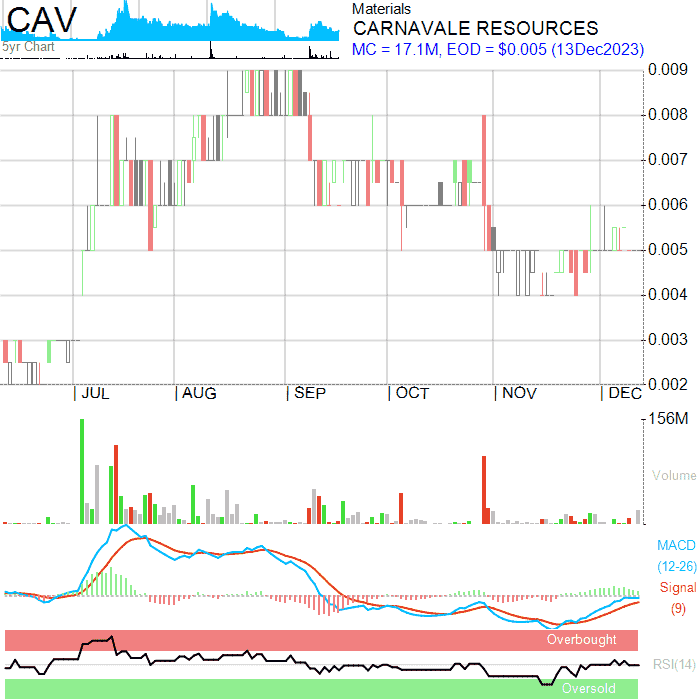 CAV
5yr Chart
Materials
CARNAVALE RESOURCES
MC = 17.1M, EOD = $0.005 (13Dec2023)
0.009
0.008
0.007
0.006
0.005
0.004
0.003
0.002
JUL AUG SEP OCT NOV DEC
156M
Volume
MACD
(12-26)
Signal
(9)
Overbought
RSI(14)
Oversold